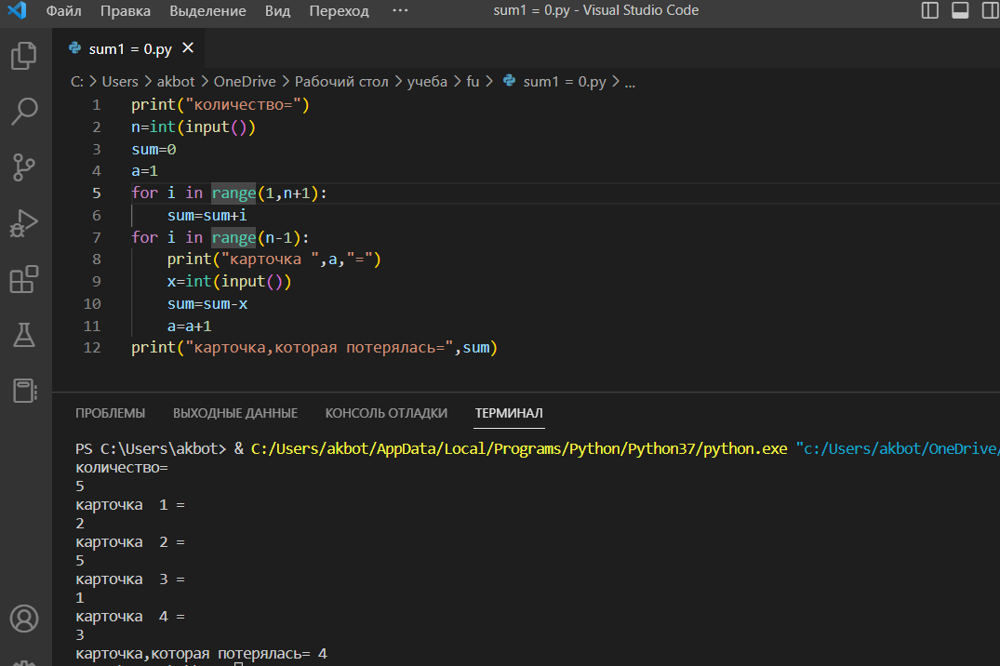 Файл Правка Выделение Вид Переход ··· sum1 = 0.py - Visual Studio Code
sum1 = 0.py ×
C: > Users > akbot > OneDrive > Рабочий стол > учеба > fu > sum1 = 0.py > ...
1 print("количество=")
2 n=int(input())
3 sum=0
4 a=1
5 for i in range(1,n+1):
6     sum=sum+i
7 for i in range(n-1):
8     print("карточка ",a,"=")
9     x=int(input())
10     sum=sum-x
11     a=a+1
12 print("карточка,которая потерялась=",sum)
ПРОБЛЕМЫ ВЫХОДНЫЕ ДАННЫЕ КОНСОЛЬ ОТЛАДКИ ТЕРМИНАЛ
PS C:\Users\akbot> & C:/Users/akbot/AppData/Local/Programs/Python/Python37/python.exe "c:/Users/akbot/OneDrive/
количество=
5
карточка  1 =
2
карточка  2 =
5
карточка  3 =
1
карточка  4 =
3
карточка,которая потерялась= 4